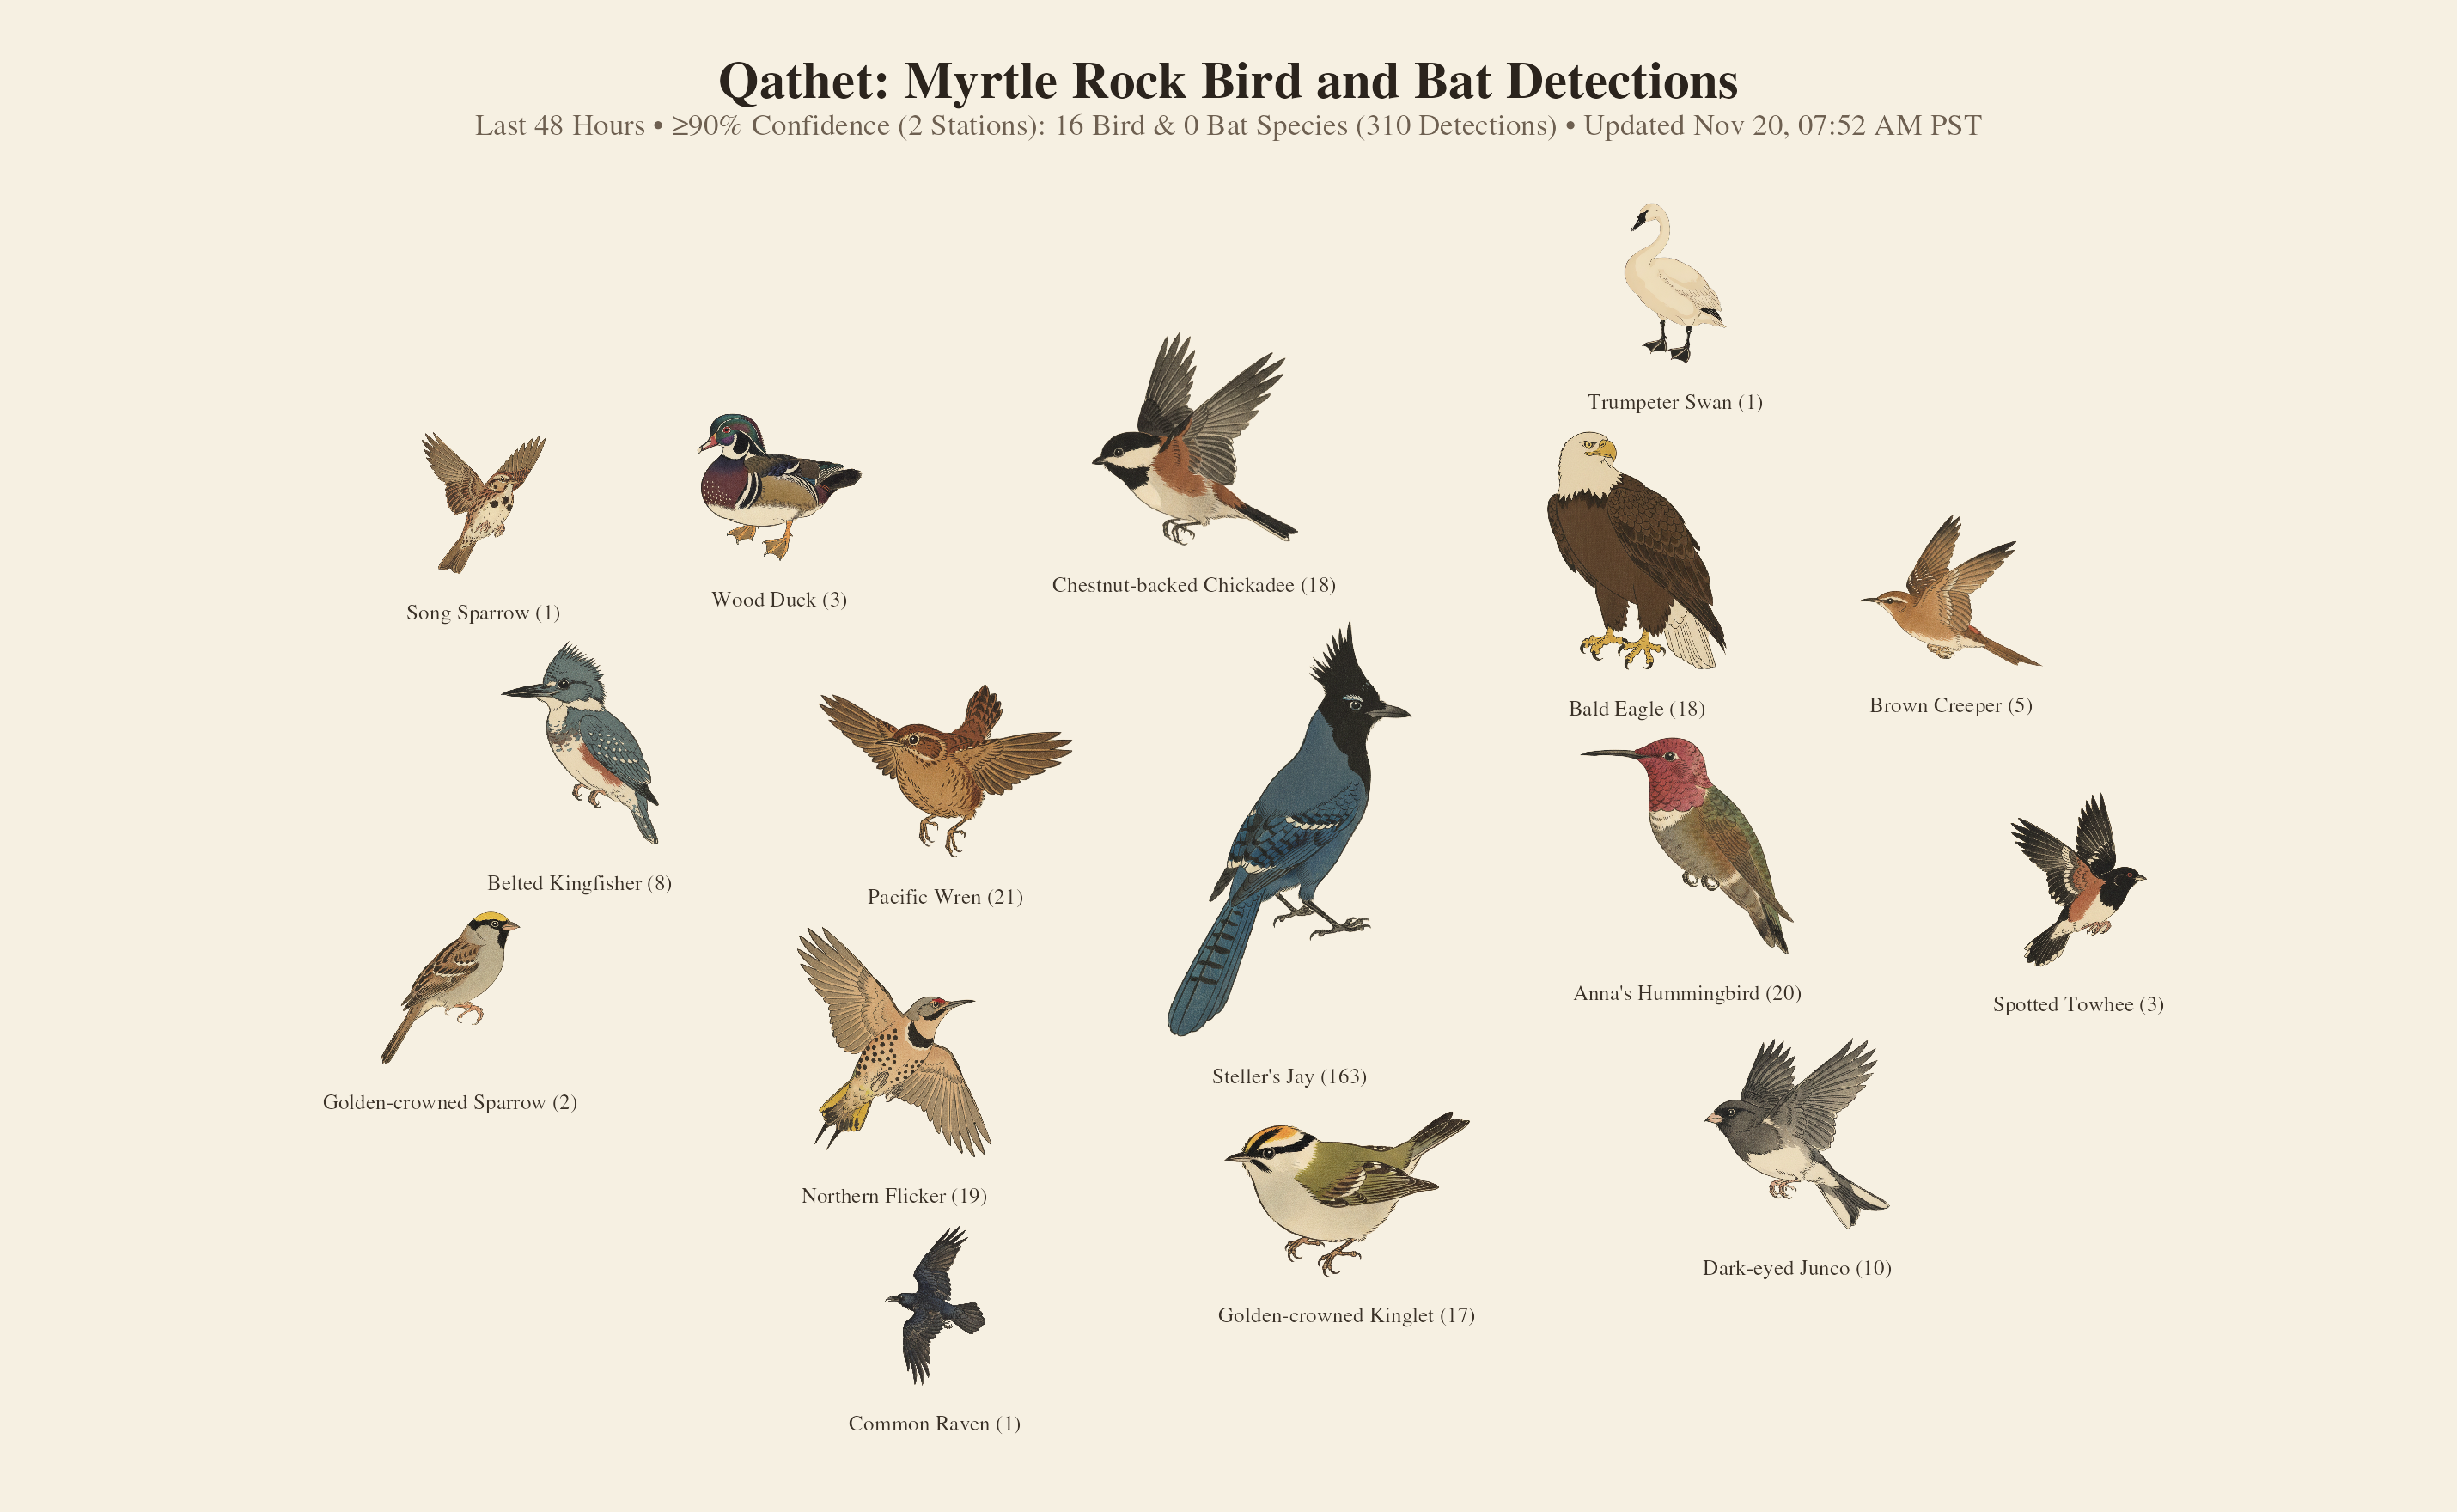 Qathet: Myrtle Rock Bird and Bat Detections
Last 48 Hours • ≥90% Confidence (2 Stations): 16 Bird & 0 Bat Species (310 Detections) • Updated Nov 20, 07:52 AM PST
Trumpeter Swan (1)
Song Sparrow (1)
Wood Duck (3)
Chestnut-backed Chickadee (18)
Bald Eagle (18)
Brown Creeper (5)
Belted Kingfisher (8)
Pacific Wren (21)
Steller's Jay (163)
Anna's Hummingbird (20)
Spotted Towhee (3)
Golden-crowned Sparrow (2)
Northern Flicker (19)
Golden-crowned Kinglet (17)
Dark-eyed Junco (10)
Common Raven (1)